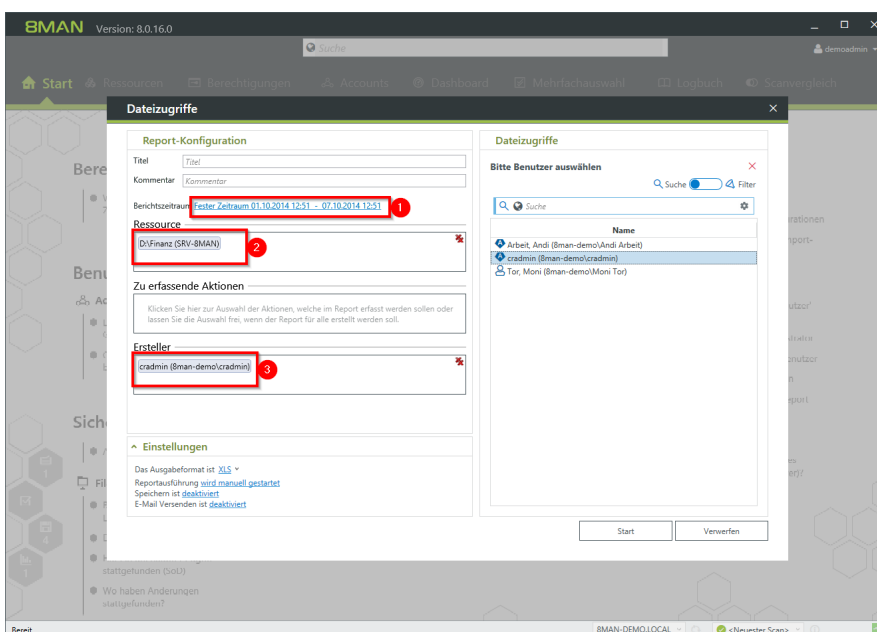 8MAN Version: 8.0.16.0
Suche
demoadmin
Start Ressourcen Berechtigungen Accounts Dashboard Mehrfachauswahl Logbuch Scanvergleich
Dateizugriffe
Report-Konfiguration
Titel Titel
Kommentar Kommentar
Berichtszeitraum Fester Zeitraum 01.10.2014 12:51 - 07.10.2014 12:51
1
Ressource
D:\Finanz (SRV-8MAN)
2
Zu erfassende Aktionen
Klicken Sie hier zur Auswahl der Aktionen, welche im Report erfasst werden sollen oder
lassen Sie die Auswahl frei, wenn der Report für alle erstellt werden soll.
Ersteller
cradmin (8man-demo\cradmin)
3
Einstellungen
Das Ausgabeformat ist XLS
Reportausführung wird manuell gestartet
Speichern ist deaktiviert
E-Mail Versenden ist deaktiviert
Dateizugriffe
Bitte Benutzer auswählen
Suche Filter
Suche
Name
Arbeit, Andi (8man-demo\Andi Arbeit)
cradmin (8man-demo\cradmin)
Tor, Moni (8man-demo\Moni Tor)
Start Verwerfen
Bere
Benu
Ac
Sich
Fil
1
4
1
stattgefunden (SoD)
Wo haben Änderungen
stattgefunden?
Bereit
8MAN-DEMO.LOCAL <Neuester Scan>